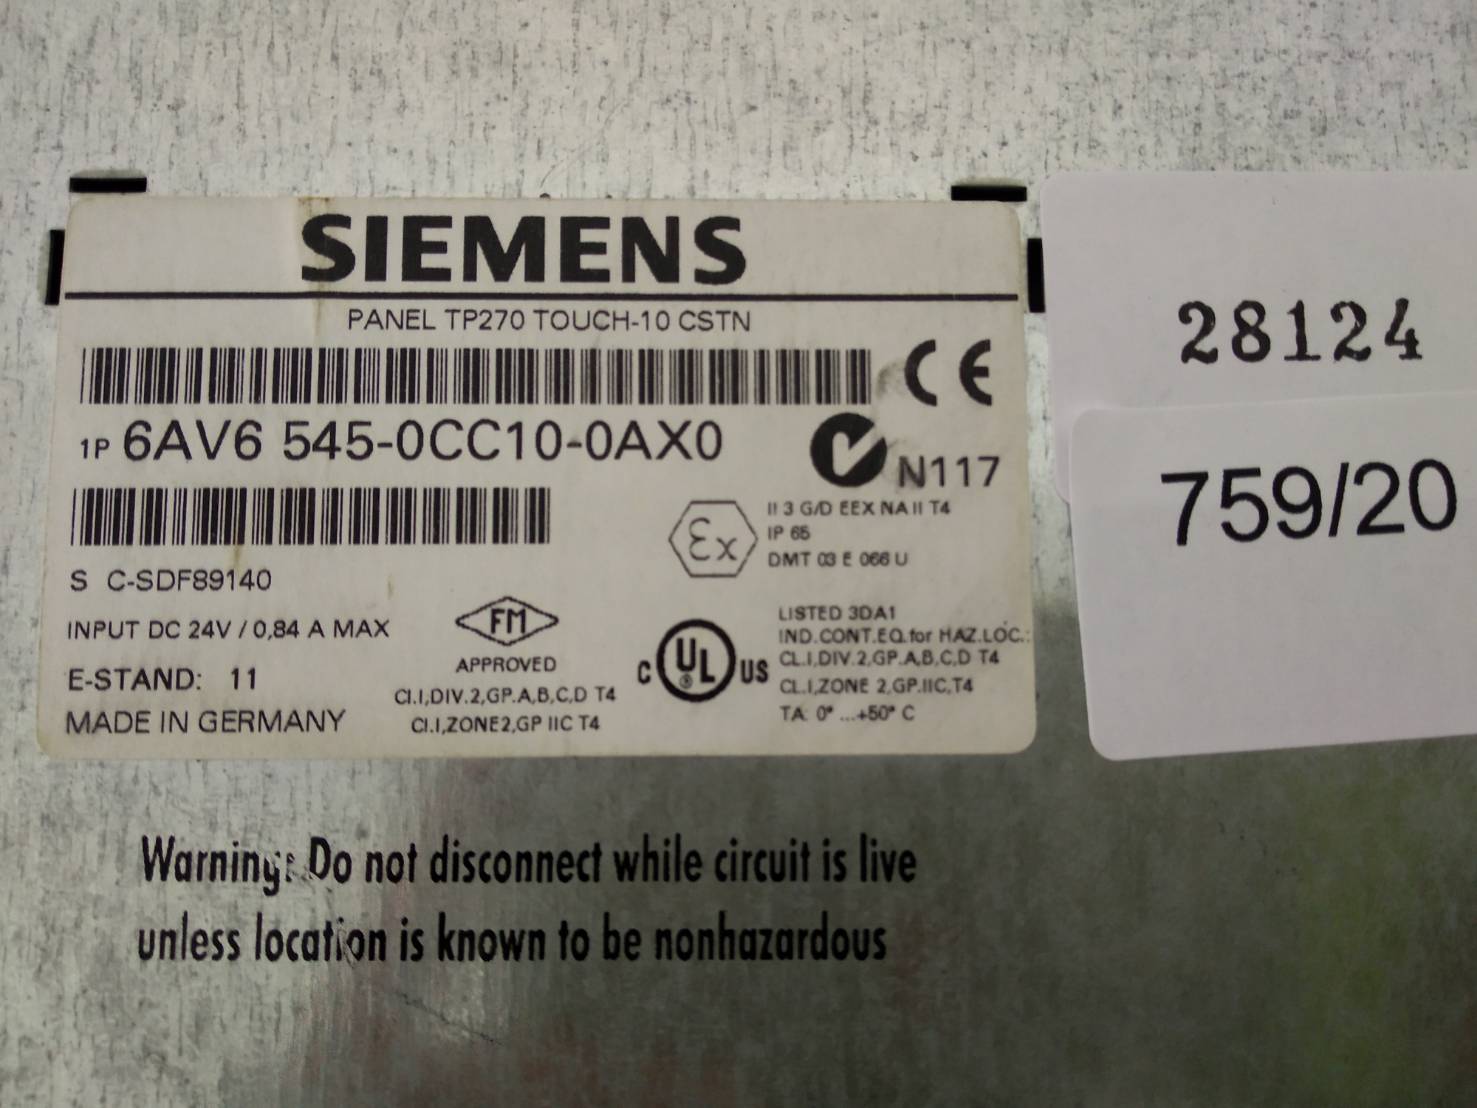 SIEMENS
PANEL TP270 TOUCH-10 CSTN
CE
1P 6AV6 545-0CC10-0AX0
N117
S C-SDF89140
INPUT DC 24V / 0,84 A MAX
E-STAND: 11
MADE IN GERMANY
FM
APPROVED
Cl.I,DIV.2,GP.A,B,C,D T4
Cl.I,ZONE2,GP IIC T4
Ex
II 3 G/D EEX NA II T4
IP 65
DMT 03 E 066 U
C UL US
LISTED 3DA1
IND.CONT.EQ.for HAZ.LOC.:
CL.I,DIV.2,GP.A,B,C,D T4
CL.I,ZONE 2,GP.IIC,T4
TA: 0° ...+50° C
28124
759/20
Warning: Do not disconnect while circuit is live
unless location is known to be nonhazardous